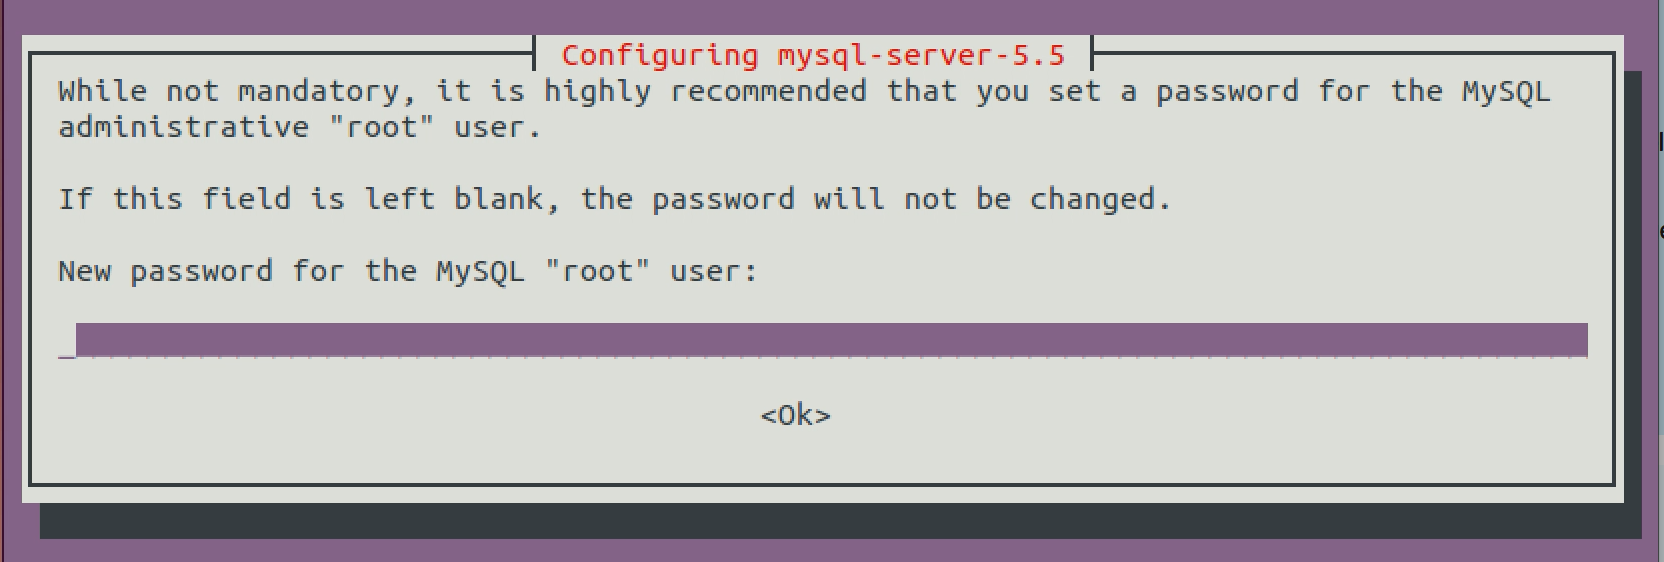 Configuring mysql-server-5.5
While not mandatory, it is highly recommended that you set a password for the MySQL
administrative "root" user.
If this field is left blank, the password will not be changed.
New password for the MySQL "root" user:
<Ok>